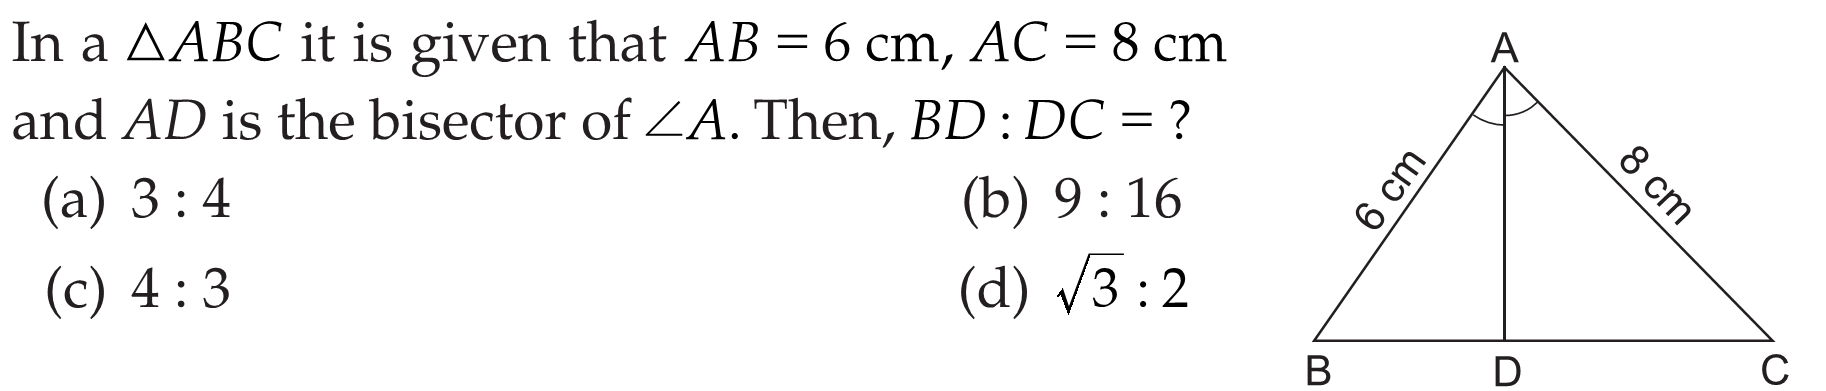 In a △ABC it is given that AB = 6 cm, AC = 8 cm
and AD is the bisector of ∠A. Then, BD : DC = ?
(a) 3 : 4 (b) 9 : 16
(c) 4 : 3 (d) √3 : 2
A
6 cm
8 cm
B D C